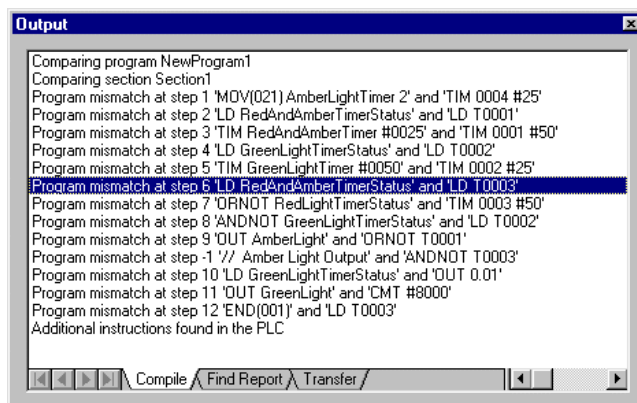 Output
Comparing program NewProgram1
Comparing section Section1
Program mismatch at step 1 'MOV(021) AmberLightTimer 2' and 'TIM 0004 #25'
Program mismatch at step 2 'LD RedAndAmberTimerStatus' and 'LD T0001'
Program mismatch at step 3 'TIM RedAndAmberTimer #0025' and 'TIM 0001 #50'
Program mismatch at step 4 'LD GreenLightTimerStatus' and 'LD T0002'
Program mismatch at step 5 'TIM GreenLightTimer #0050' and 'TIM 0002 #25'
Program mismatch at step 6 'LD RedAndAmberTimerStatus' and 'LD T0003'
Program mismatch at step 7 'ORNOT RedLightTimerStatus' and 'TIM 0003 #50'
Program mismatch at step 8 'ANDNOT GreenLightTimerStatus' and 'LD T0002'
Program mismatch at step 9 'OUT AmberLight' and 'ORNOT T0001'
Program mismatch at step -1 '// Amber Light Output' and 'ANDNOT T0003'
Program mismatch at step 10 'LD GreenLightTimerStatus' and 'OUT 0.01'
Program mismatch at step 11 'OUT GreenLight' and 'CMT #8000'
Program mismatch at step 12 'END(001)' and 'LD T0003'
Additional instructions found in the PLC
Compile Find Report Transfer